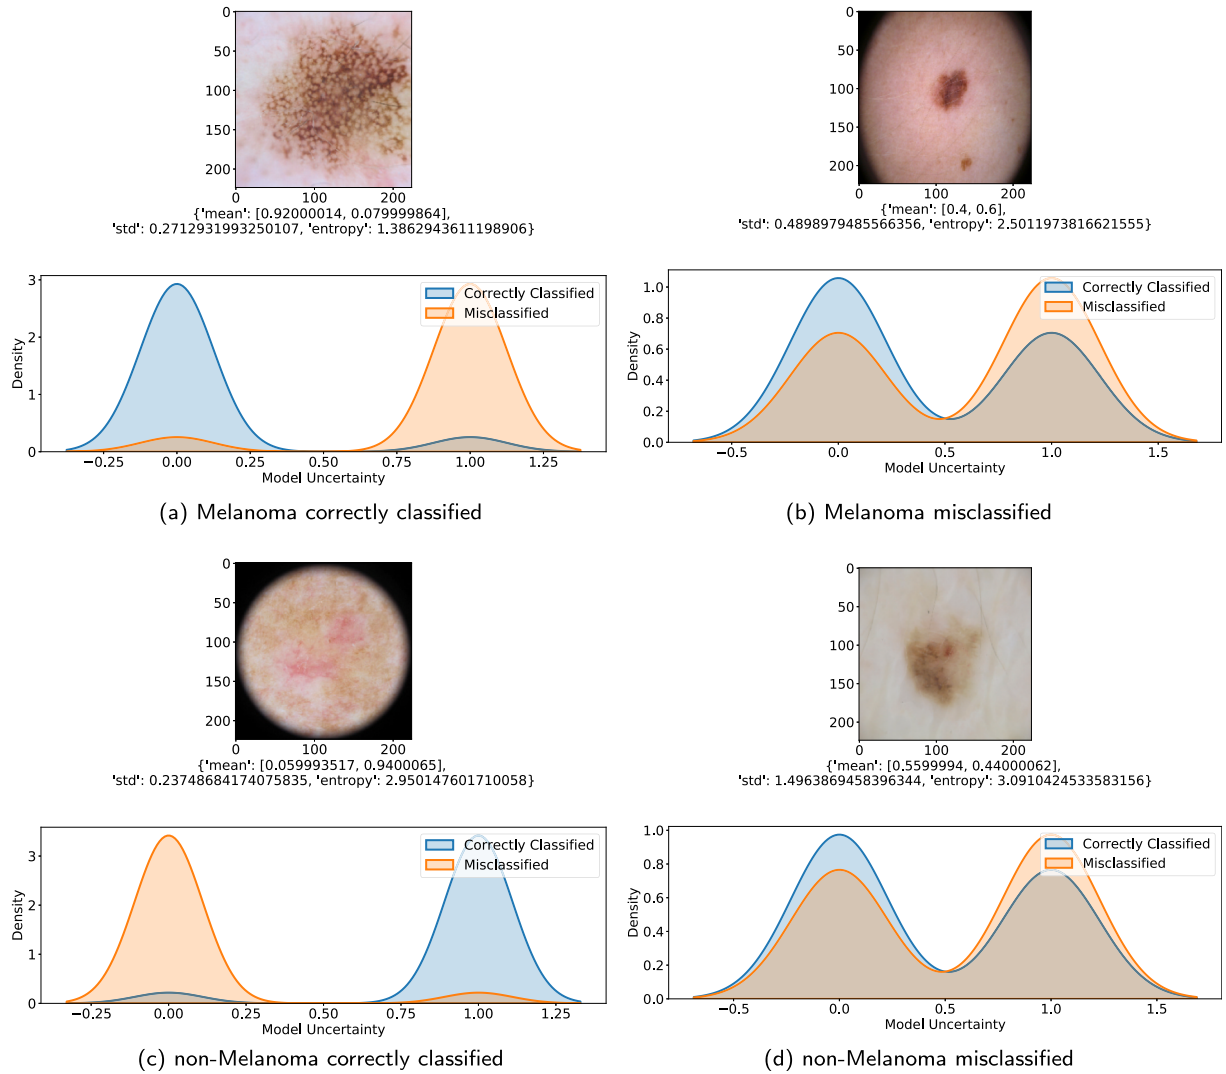 0
50
100
150
200
0
100
200
{'mean': [0.92000014, 0.079999864],
'std': 0.2712931993250107, 'entropy': 1.3862943611198906}
3
2
1
0
Density
Correctly Classified
Misclassified
−0.25
0.00
0.25
0.50
0.75
1.00
1.25
Model Uncertainty
(a) Melanoma correctly classified
0
50
100
150
200
0
100
200
{'mean': [0.4, 0.6],
'std': 0.4898979485566356, 'entropy': 2.5011973816621555}
1.0
0.8
0.6
0.4
0.2
0.0
Density
Correctly Classified
Misclassified
−0.5
0.0
0.5
1.0
1.5
Model Uncertainty
(b) Melanoma misclassified
0
50
100
150
200
0
100
200
{'mean': [0.059993517, 0.9400065],
'std': 0.23748684174075835, 'entropy': 2.9501477601710058}
3
2
1
0
Density
Correctly Classified
Misclassified
−0.25
0.00
0.25
0.50
0.75
1.00
1.25
Model Uncertainty
(c) non-Melanoma correctly classified
0
50
100
150
200
0
100
200
{'mean': [0.5599994, 0.44000062],
'std': 1.4963869458396344, 'entropy': 3.0910424533583156}
1.0
0.8
0.6
0.4
0.2
0.0
Density
Correctly Classified
Misclassified
−0.5
0.0
0.5
1.0
1.5
Model Uncertainty
(d) non-Melanoma misclassified